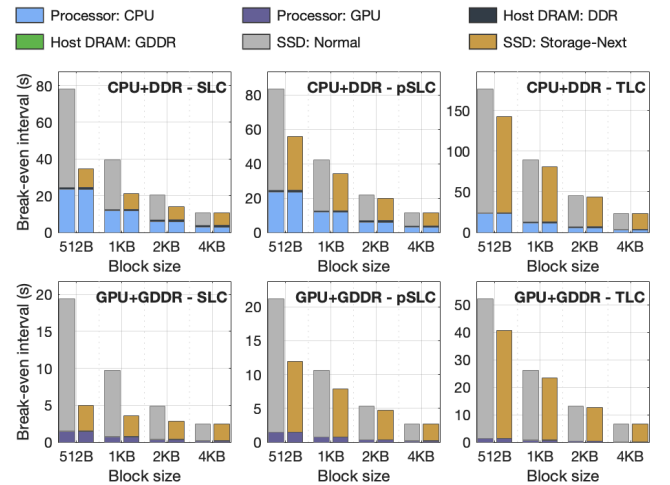 Processor: CPU
Processor: GPU
Host DRAM: DDR
Host DRAM: GDDR
SSD: Normal
SSD: Storage-Next
CPU+DDR - SLC
Break-even interval (s)
80
60
40
20
0
512B 1KB 2KB 4KB
Block size
CPU+DDR - pSLC
80
60
40
20
0
512B 1KB 2KB 4KB
Block size
CPU+DDR - TLC
150
100
50
0
512B 1KB 2KB 4KB
Block size
GPU+GDDR - SLC
Break-even interval (s)
20
15
10
5
0
512B 1KB 2KB 4KB
Block size
GPU+GDDR - pSLC
20
15
10
5
0
512B 1KB 2KB 4KB
Block size
GPU+GDDR - TLC
50
40
30
20
10
0
512B 1KB 2KB 4KB
Block size